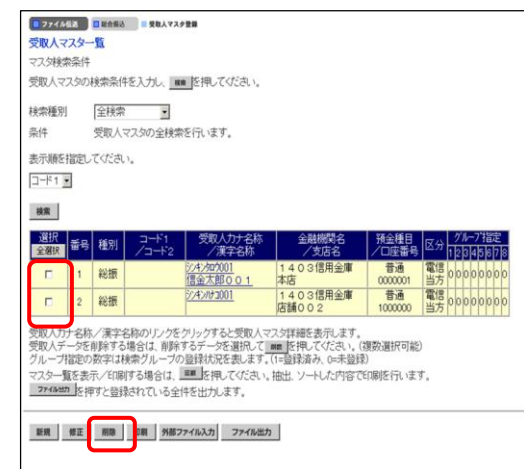 ファイル伝送 総合振込 受取人マスタ登録
受取人マスター覧
マスタ検索条件
受取人マスタの検索条件を入力し、 検索 を押してください。
検索種別 全検索
条件 受取人マスタの全検索を行います。
表示順を指定してください。
コード1
検索
選択 全選択 番号 種別 コード1／コード2 受取人カナ名称／漢字名称 金融機関名／支店名 預金種目／口座番号 区分 グループ指定 1 2 3 4 5 6 7 8
1 総振 信金太郎００１ １４０３信用金庫 本店 普通 0000001 電信 当方 0 0 0 0 0 0 0 0
2 総振 １４０３信用金庫 店舗００２ 普通 1000000 電信 当方 0 0 0 0 0 0 0 0
受取人カナ名称／漢字名称のリンクをクリックすると受取人マスタ詳細を表示します。
受取人データを削除する場合は、削除するデータを選択して 削除 を押してください。(複数選択可能)
グループ指定の数字は検索グループの登録状況を表します。(1=登録済み、0=未登録)
マスター覧を表示／印刷する場合は、 印刷 を押してください。抽出、ソートした内容で印刷を行います。
ファイル出力 を押すと登録されている全件を出力します。
新規 修正 削除 印刷 外部ファイル入力 ファイル出力